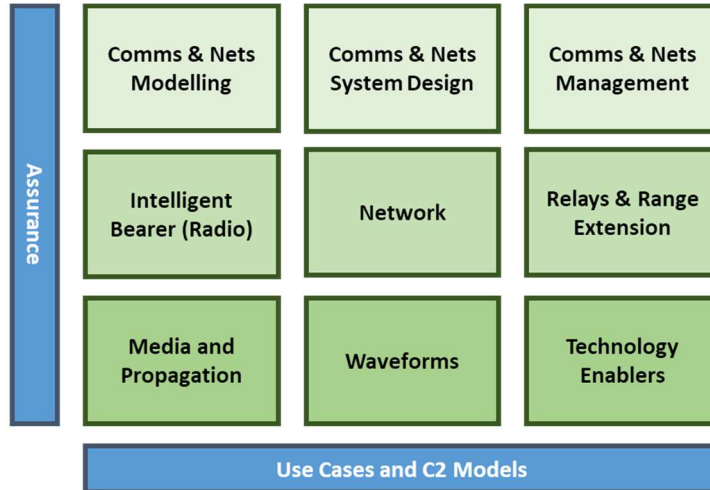 Comms & Nets
Modelling
Comms & Nets
System Design
Comms & Nets
Management
Assurance
Intelligent
Bearer (Radio)
Network
Relays & Range
Extension
Media and
Propagation
Waveforms
Technology
Enablers
Use Cases and C2 Models